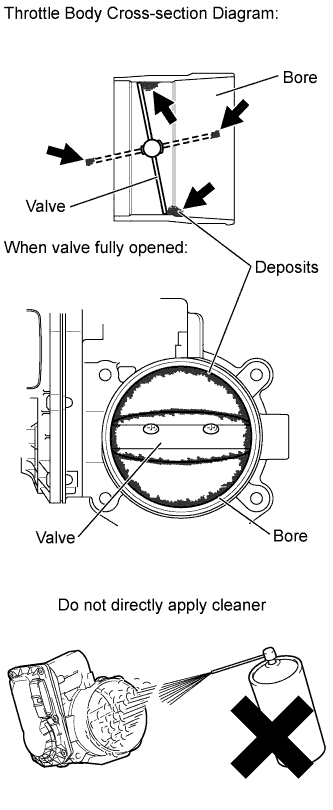 Throttle Body Cross-section Diagram:
Bore
Valve
When valve fully opened:
Deposits
Valve
Bore
Do not directly apply cleaner